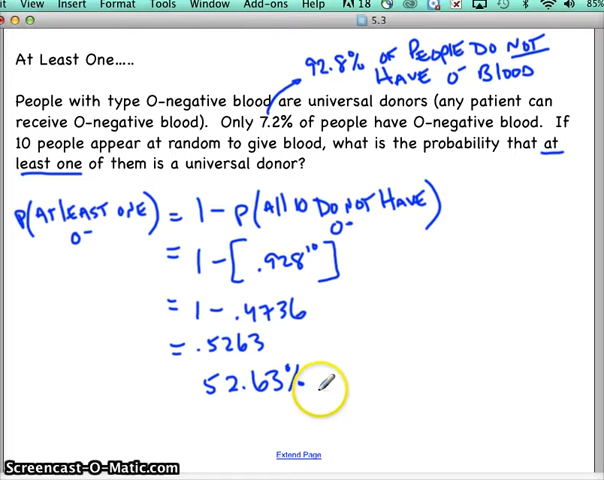 it View Insert Actions Tools Window Add-ons Help A 18 85%
5.3
At Least One.....
92.8% OF PEOPLE DO NOT
HAVE O⁻ BLOOD
People with type O-negative blood are universal donors (any patient can
receive O-negative blood). Only 7.2% of people have O-negative blood. If
10 people appear at random to give blood, what is the probability that at
least one of them is a universal donor?
P(AT LEAST ONE O⁻) = 1 - P(All 10 DO NOT HAVE O⁻)
= 1 - [.928¹⁰]
= 1 - .4736
= .5263
52.63%
Extend Page
Screencast-O-Matic.com